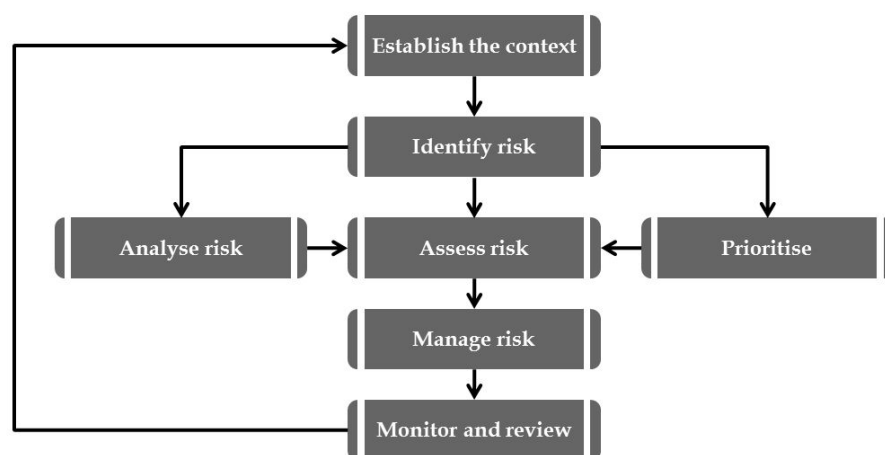 Establish the context
Identify risk
Analyse risk
Assess risk
Prioritise
Manage risk
Monitor and review